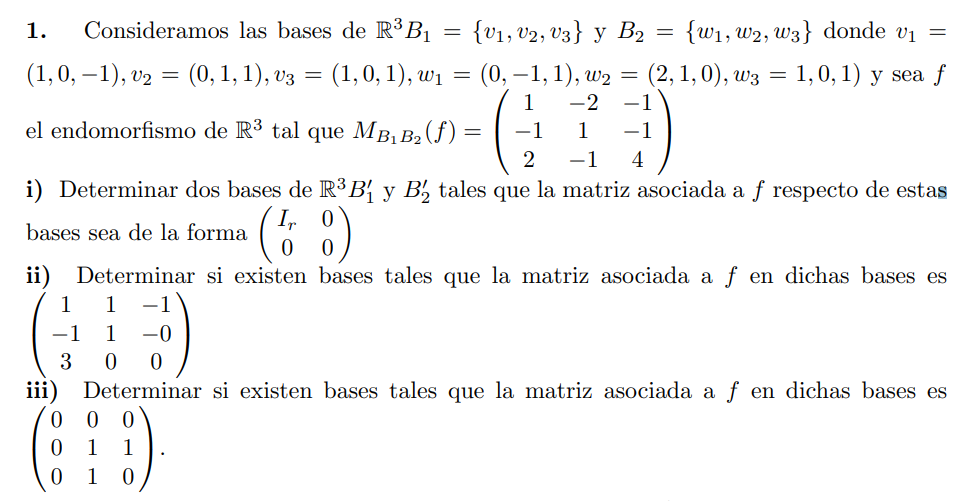 1. Consideramos las bases de ℝ³ B₁ = {v₁, v₂, v₃} y B₂ = {w₁, w₂, w₃} donde v₁ =
(1, 0, −1), v₂ = (0, 1, 1), v₃ = (1, 0, 1), w₁ = (0, −1, 1), w₂ = (2, 1, 0), w₃ = 1, 0, 1) y sea f
el endomorfismo de ℝ³ tal que M_{B₁B₂}(f) = ( 1 −2 −1
−1 1 −1
2 −1 4 )
i) Determinar dos bases de ℝ³ B′₁ y B′₂ tales que la matriz asociada a f respecto de estas
bases sea de la forma ( Iᵣ 0
0 0 )
ii) Determinar si existen bases tales que la matriz asociada a f en dichas bases es
( 1 1 −1
−1 1 −0
3 0 0 )
iii) Determinar si existen bases tales que la matriz asociada a f en dichas bases es
( 0 0 0
0 1 1
0 1 0 ) .